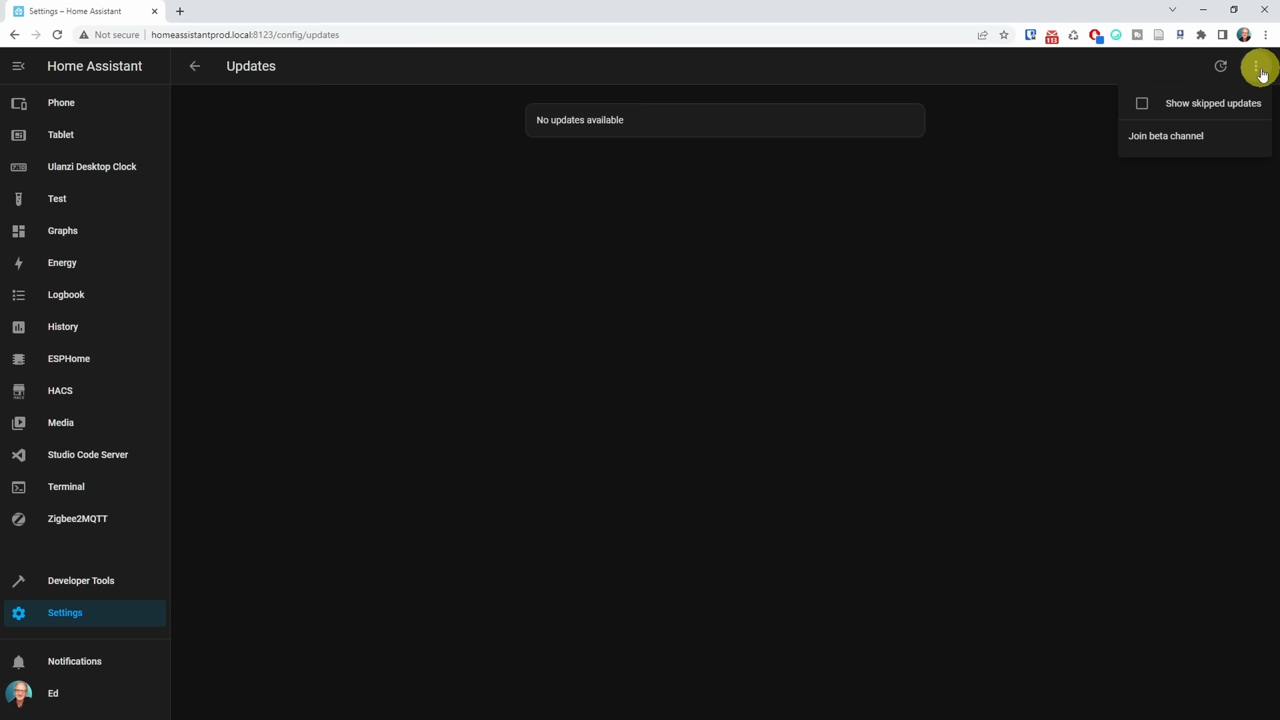 Settings – Home Assistant
Not secure
homeassistantprod.local:8123/config/updates
18
Home Assistant
Updates
Show skipped updates
Join beta channel
No updates available
Phone
Tablet
Ulanzi Desktop Clock
Test
Graphs
Energy
Logbook
History
ESPHome
HACS
HACS
Media
Studio Code Server
Terminal
Zigbee2MQTT
Developer Tools
Settings
Notifications
Ed